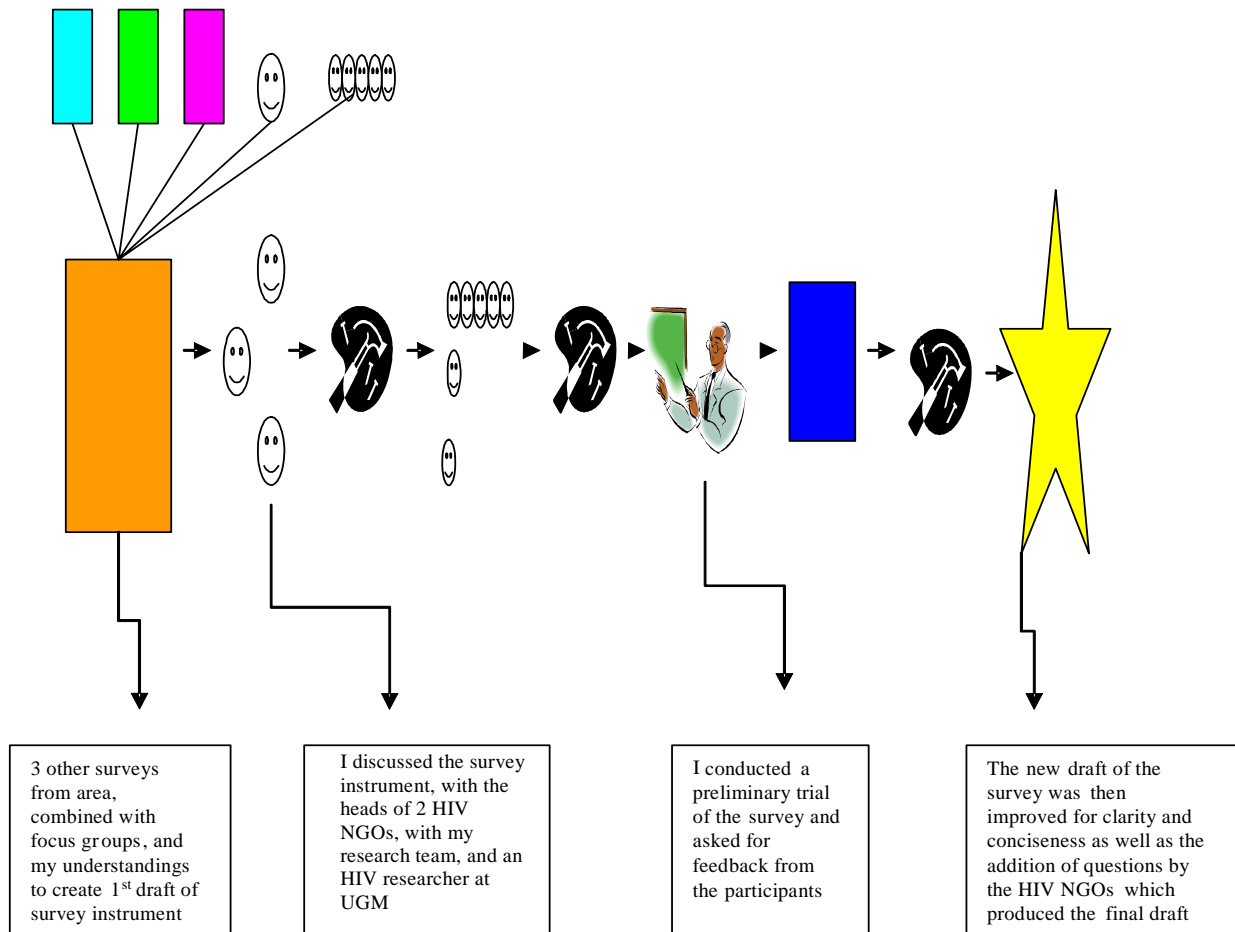 3 other surveys
from area,
combined with
focus groups, and
my understandings
to create 1st draft of
survey instrument
I discussed the survey
instrument, with the
heads of 2 HIV
NGOs, with my
research team, and an
HIV researcher at
UGM
I conducted a
preliminary trial
of the survey and
asked for
feedback from
the participants
The new draft of the
survey was then
improved for clarity and
conciseness as well as the
addition of questions by
the HIV NGOs which
produced the final draft